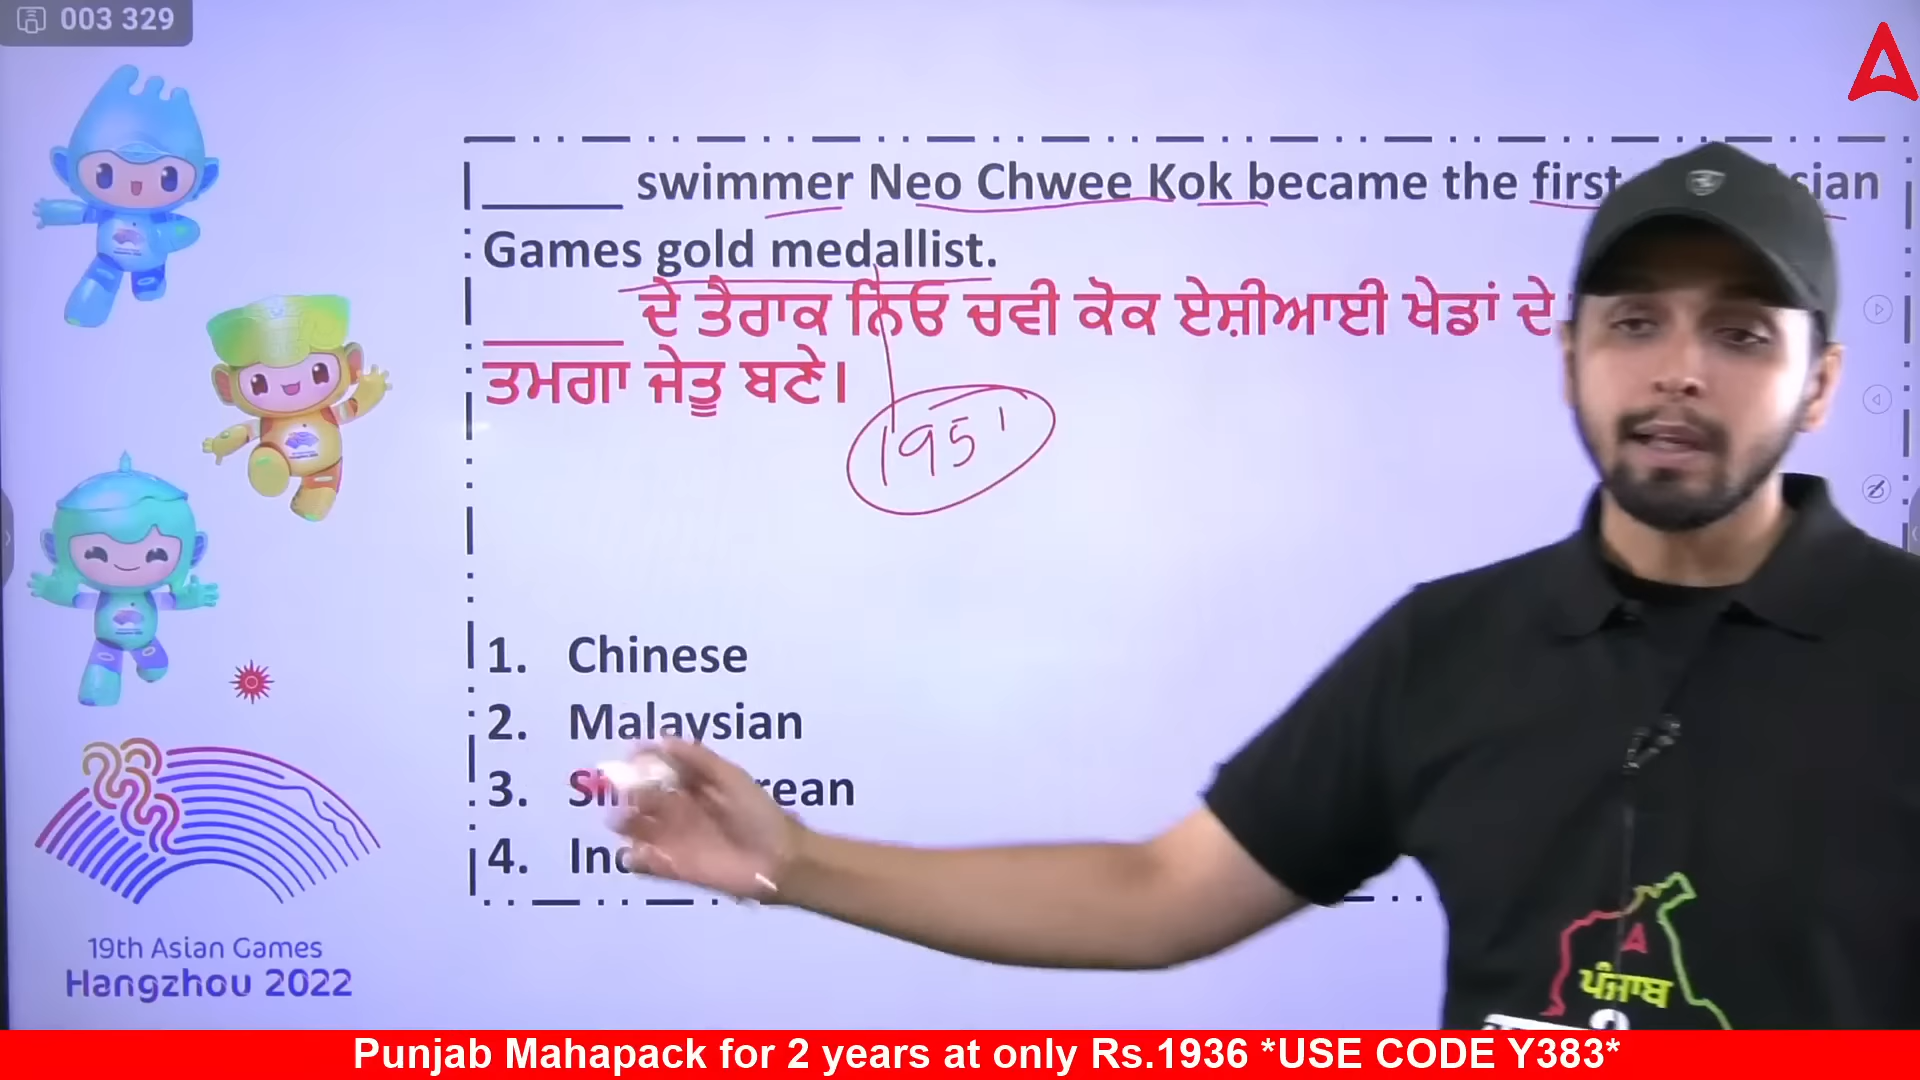 003 329
_____ swimmer Neo Chwee Kok became the first
Games gold medallist.
_____ ਦੇ ਤੈਰਾਕ ਨਿਓ ਚਵੀ ਕੋਕ ਏਸ਼ੀਆਈ ਖੇਡਾਂ ਦੇ
ਤਮਗਾ ਜੇਤੂ ਬਣੇ।
1951
1. Chinese
2. Malaysian
3.
4.
19th Asian Games
Hangzhou 2022
ਪੰਜਾਬ
Punjab Mahapack for 2 years at only Rs.1936 *USE CODE Y383*